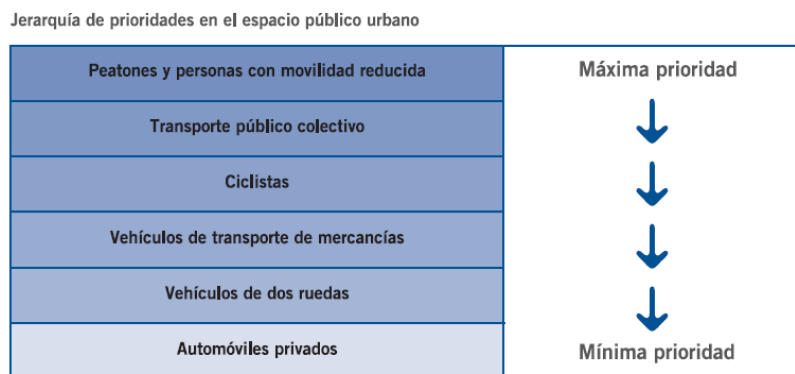 Jerarquía de prioridades en el espacio público urbano
Peatones y personas con movilidad reducida
Máxima prioridad
Transporte público colectivo
Ciclistas
Vehículos de transporte de mercancías
Vehículos de dos ruedas
Automóviles privados
Mínima prioridad